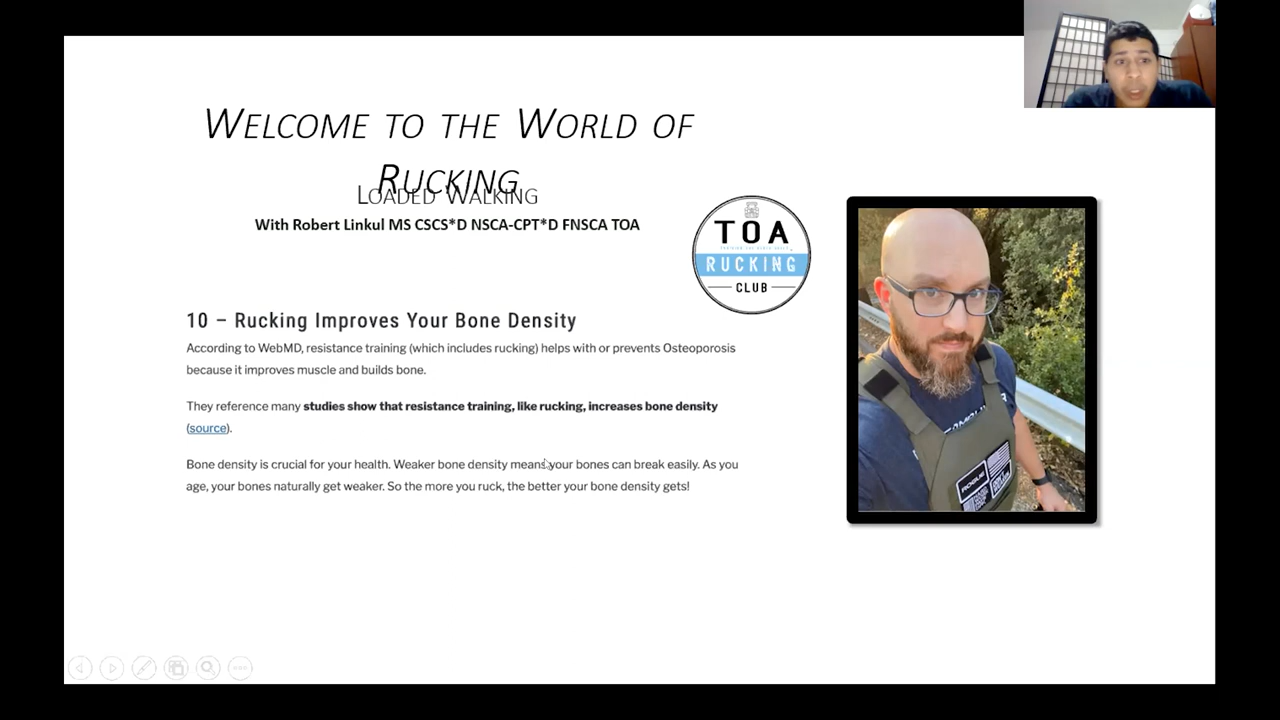 WELCOME TO THE WORLD OF
RUCKING
LOADED WALKING
With Robert Linkul MS CSCS*D NSCA-CPT*D FNSCA TOA
TOA
RUCKING
CLUB
10 – Rucking Improves Your Bone Density
According to WebMD, resistance training (which includes rucking) helps with or prevents Osteoporosis
because it improves muscle and builds bone.
They reference many studies show that resistance training, like rucking, increases bone density
(source).
Bone density is crucial for your health. Weaker bone density means your bones can break easily. As you
age, your bones naturally get weaker. So the more you ruck, the better your bone density gets!
ROGUE